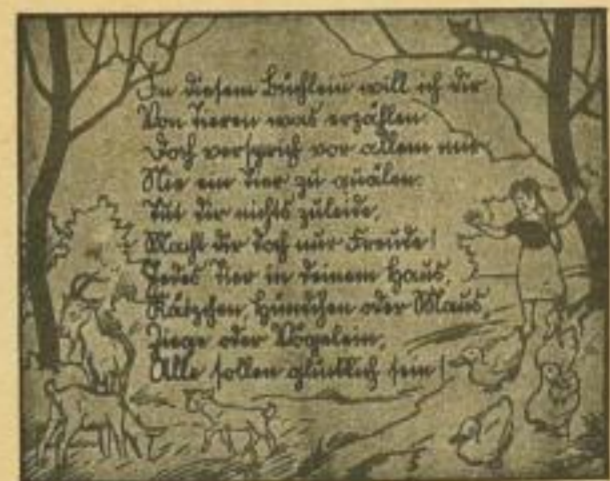 In diesem Büchlein will ich dir
Von Tieren was erzählen.
Doch versprich vor allem mir
Nie ein Tier zu quälen.
Tut dir nichts zuleide,
Macht dir doch nur Freude!
Jedes Tier in deinem Haus,
Kätzchen, Hündchen oder Maus
Ziege oder Vögelein,
Alle sollen glücklich sein!